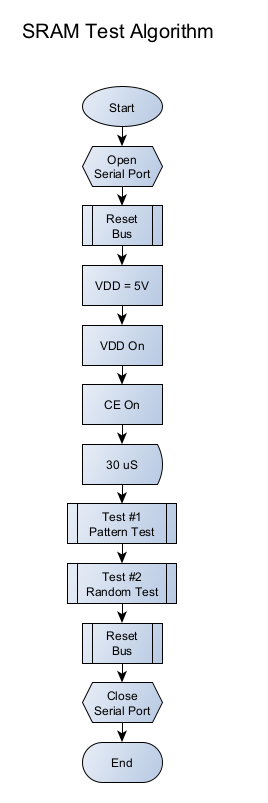 SRAM Test Algorithm
Start
Open
Serial Port
Reset
Bus
VDD = 5V
VDD On
CE On
30 uS
Test #1
Pattern Test
Test #2
Random Test
Reset
Bus
Close
Serial Port
End